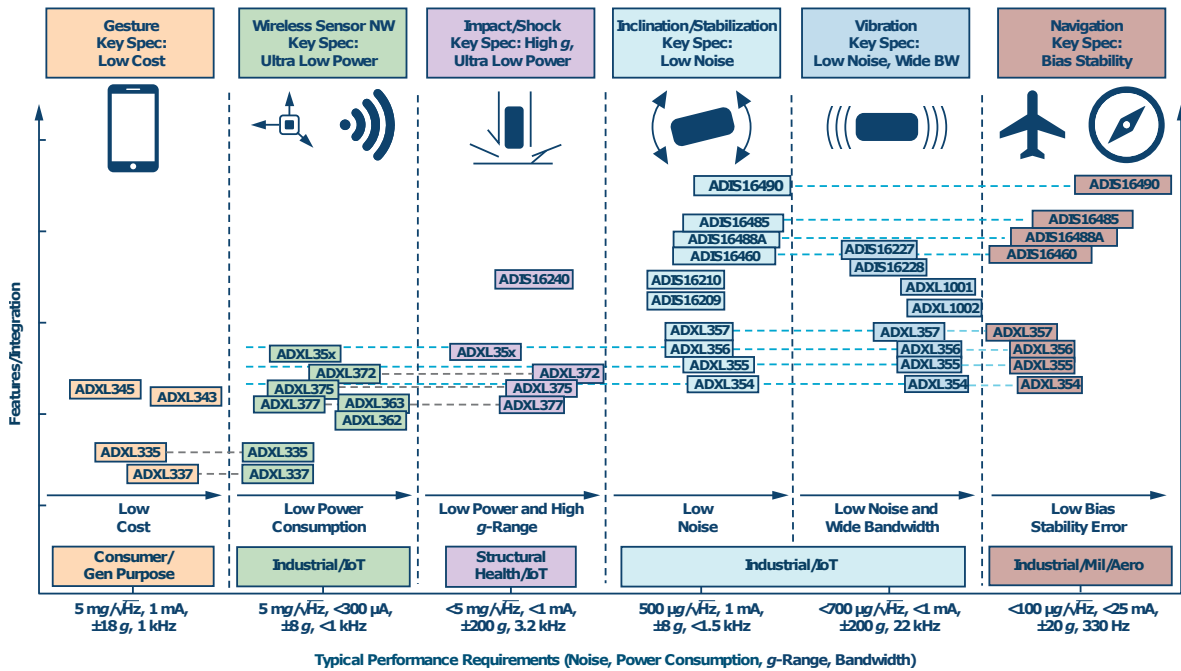 Gesture
Key Spec:
Low Cost
Wireless Sensor NW
Key Spec:
Ultra Low Power
Impact/Shock
Key Spec: High g,
Ultra Low Power
Inclination/Stabilization
Key Spec:
Low Noise
Vibration
Key Spec:
Low Noise, Wide BW
Navigation
Key Spec:
Bias Stability
Features/integration
ADIS16490
ADIS16490
ADIS16485
ADIS16485
ADIS16488A
ADIS16488A
ADIS16460
ADIS16227
ADIS16460
ADIS16228
ADIS16240
ADIS16210
ADXL1001
ADIS16209
ADXL1002
ADXL357
ADXL357
ADXL357
ADXL35x
ADXL35x
ADXL356
ADXL356
ADXL356
ADXL372
ADXL372
ADXL355
ADXL355
ADXL355
ADXL345
ADXL375
ADXL375
ADXL354
ADXL354
ADXL354
ADXL343
ADXL377
ADXL363
ADXL377
ADXL362
ADXL335
ADXL335
ADXL337
ADXL337
Low
Cost
Low Power
Consumption
Low Power and High
g-Range
Low
Noise
Low Noise and
Wide Bandwidth
Low Bias
Stability Error
Consumer/
Gen Purpose
Industrial/IoT
Structural
Health/IoT
Industrial/IoT
Industrial/Mil/Aero
5 mg/√Hz, 1 mA,
±18 g, 1 kHz
5 mg/√Hz, <300 µA,
±8 g, <1 kHz
<5 mg/√Hz, <1 mA,
±200 g, 3.2 kHz
500 µg/√Hz, 1 mA,
±8 g, <1.5 kHz
<700 µg/√Hz, <1 mA,
±200 g, 22 kHz
<100 µg/√Hz, <25 mA,
±20 g, 330 Hz
Typical Performance Requirements (Noise, Power Consumption, g-Range, Bandwidth)